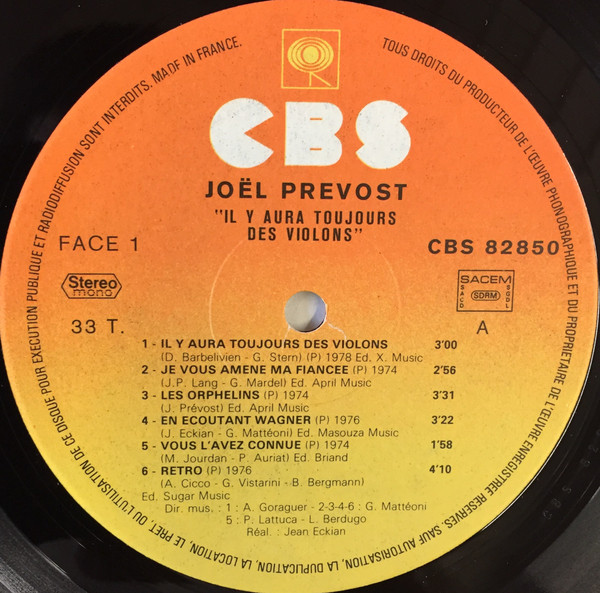 CBS
JOËL PREVOST
"IL Y AURA TOUJOURS
DES VIOLONS"
FACE 1
CBS 82850
Stereo
mono
SACEM
SACD
SDRM
SGDL
33 T.
A
1 - IL Y AURA TOUJOURS DES VIOLONS 3'00
(D. Barbelivien - G. Stern) (P) 1978 Ed. X. Music
2 - JE VOUS AMENE MA FIANCEE (P) 1974 2'56
(J.P. Lang - G. Mardel) Ed. April Music
3 - LES ORPHELINS (P) 1974 3'31
(J. Prévost) Ed. April Music
4 - EN ECOUTANT WAGNER (P) 1976 3'22
(J. Eckian - G. Mattéoni) Ed. Masouza Music
5 - VOUS L'AVEZ CONNUE (P) 1974 1'58
(M. Jourdan - P. Auriat) Ed. Briand
6 - RETRO (P) 1976 4'10
(A. Cicco - G. Vistarini - B. Bergmann)
Ed. Sugar Music
Dir. mus. : 1 : A. Goraguer - 2-3-4-6 : G. Mattéoni
5 : P. Lattuca - L. Berdugo
Réal. : Jean Eckian
TOUS DROITS DU PRODUCTEUR DE L'ŒUVRE PHONOGRAPHIQUE ET DU PROPRIETAIRE DE L'ŒUVRE ENREGISTREE RESERVES. SAUF AUTORISATION, LA DUPLICATION, LA LOCATION, LE PRET, OU L'UTILISATION DE CE DISQUE POUR EXECUTION PUBLIQUE ET RADIODIFFUSION SONT INTERDITS. MADE IN FRANCE.